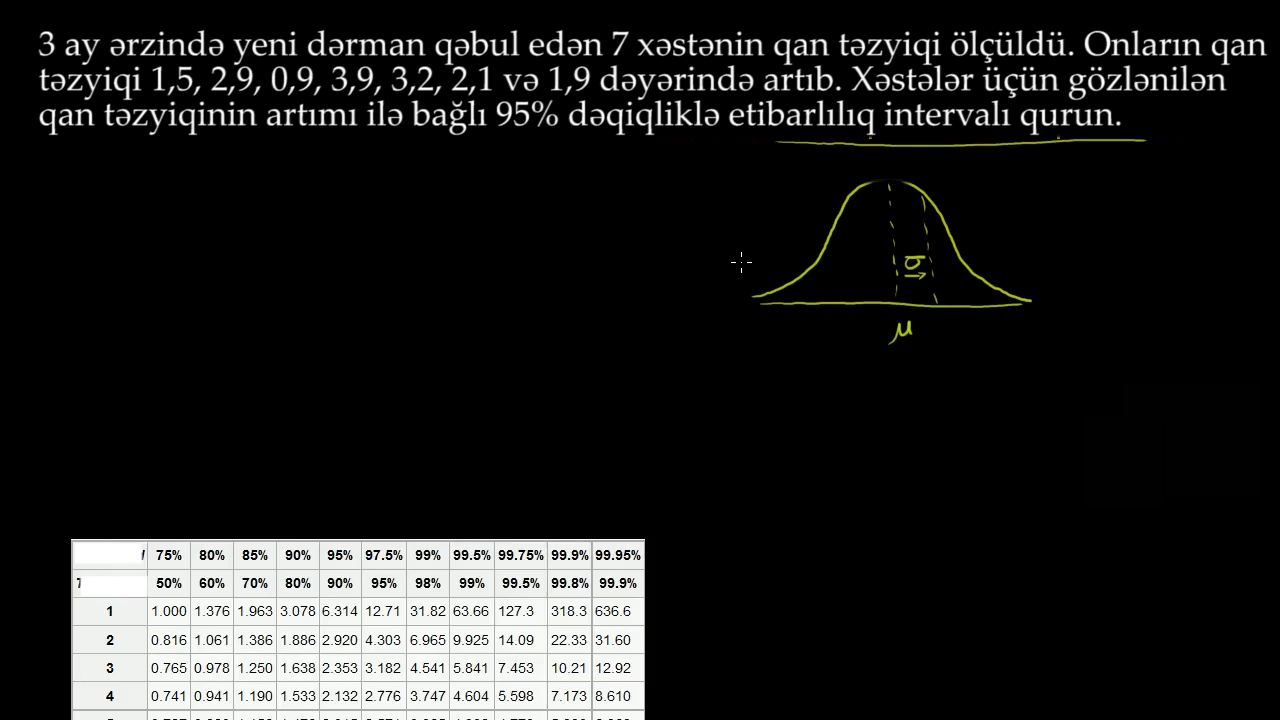 3 ay ərzində yeni dərman qəbul edən 7 xəstənin qan təzyiqi ölçüldü. Onların qan
təzyiqi 1,5, 2,9, 0,9, 3,9, 3,2, 2,1 və 1,9 dəyərində artıb. Xəstələr üçün gözlənilən
qan təzyiqinin artımı ilə bağlı 95% dəqiqliklə etibarlılıq intervalı qurun.
μ
75% 80% 85% 90% 95% 97.5% 99% 99.5% 99.75% 99.9% 99.95%
50% 60% 70% 80% 90% 95% 98% 99% 99.5% 99.8% 99.9%
1 1.000 1.376 1.963 3.078 6.314 12.71 31.82 63.66 127.3 318.3 636.6
2 0.816 1.061 1.386 1.886 2.920 4.303 6.965 9.925 14.09 22.33 31.60
3 0.765 0.978 1.250 1.638 2.353 3.182 4.541 5.841 7.453 10.21 12.92
4 0.741 0.941 1.190 1.533 2.132 2.776 3.747 4.604 5.598 7.173 8.610